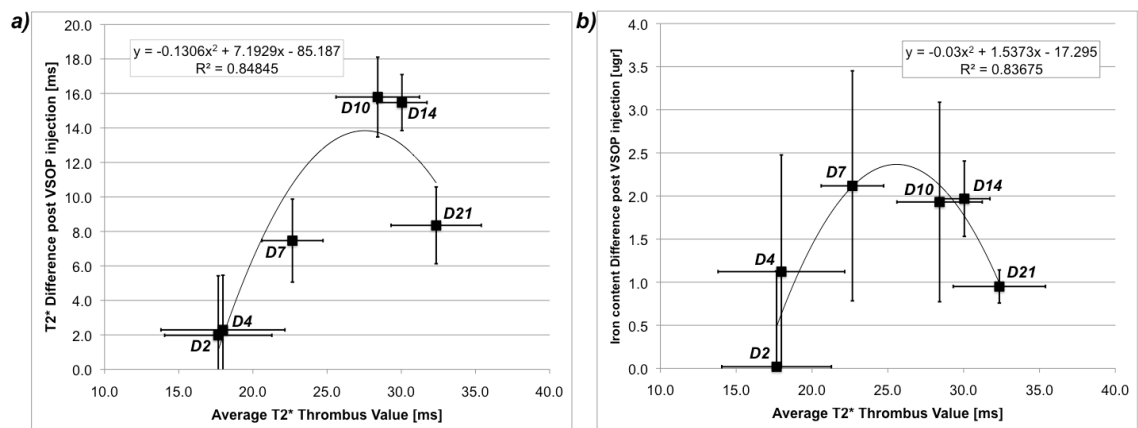 a)
20.0
18.0
16.0
14.0
12.0
10.0
8.0
6.0
4.0
2.0
0.0
T2* Difference post VSOP injection [ms]
y = -0.1306x² + 7.1929x - 85.187
R² = 0.84845
D10
D14
D21
D7
D4
D2
10.0 15.0 20.0 25.0 30.0 35.0 40.0
Average T2* Thrombus Value [ms]
b)
4.0
3.5
3.0
2.5
2.0
1.5
1.0
0.5
0.0
Iron content Difference post VSOP injection [ugr]
y = -0.03x² + 1.5373x - 17.295
R² = 0.83675
D7
D10
D14
D4
D21
D2
10.0 15.0 20.0 25.0 30.0 35.0 40.0
Average T2* Thrombus Value [ms]